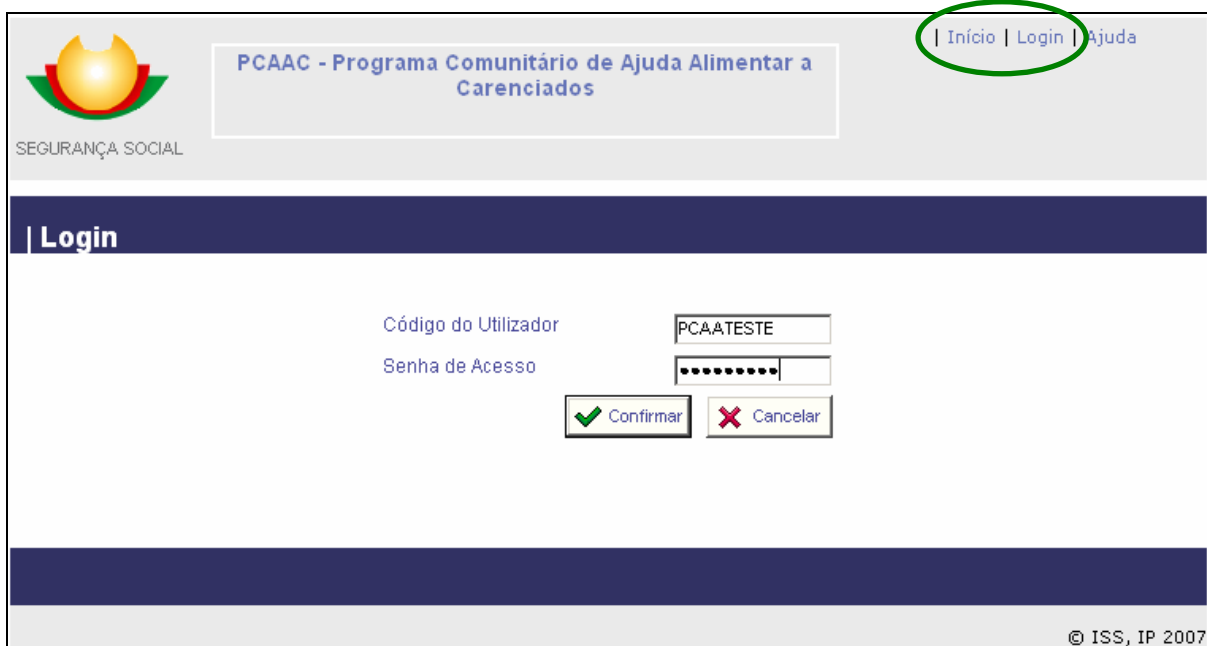 | Início | Login | Ajuda
PCAAC - Programa Comunitário de Ajuda Alimentar a
Carenciados
SEGURANÇA SOCIAL
| Login
Código do Utilizador PCAATESTE
Senha de Acesso •••••••••
Confirmar Cancelar
© ISS, IP 2007